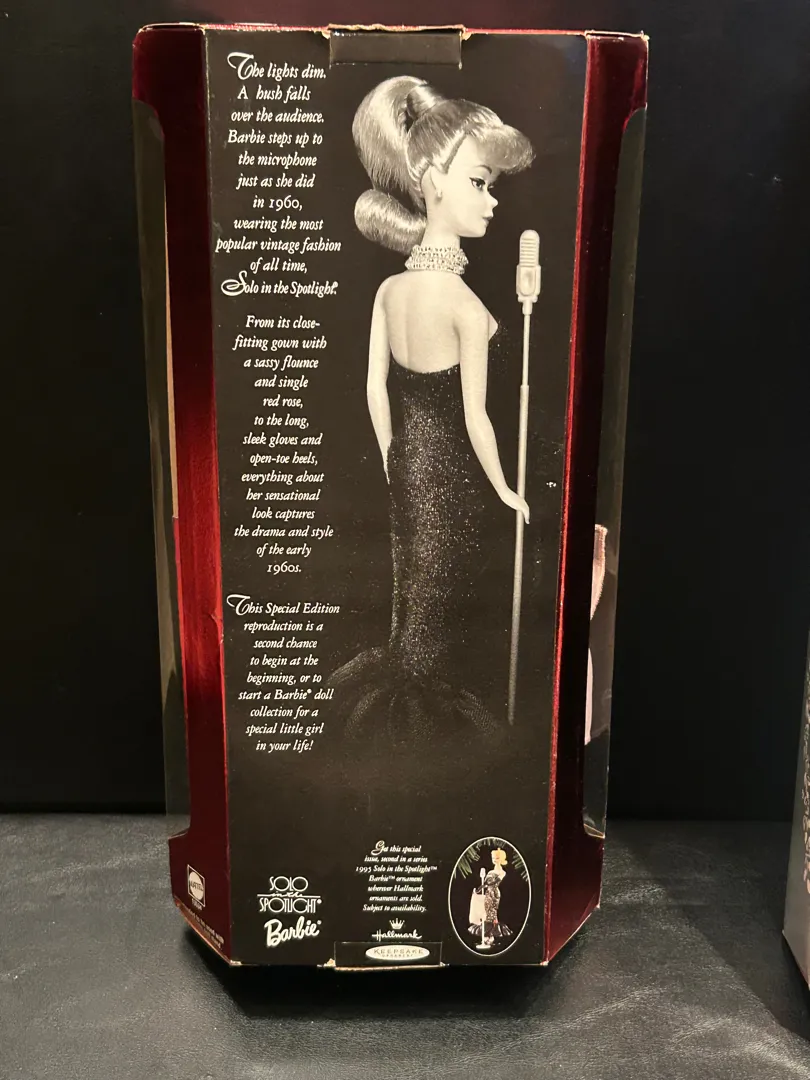 The lights dim.
A hush falls
over the audience.
Barbie steps up to
the microphone
just as she did
in 1960,
wearing the most
popular vintage fashion
of all time,
Solo in the Spotlight®.
From its close-
fitting gown with
a sassy flounce
and single
red rose,
to the long,
sleek gloves and
open-toe heels,
everything about
her sensational
look captures
the drama and style
of the early
1960s.
This Special Edition
reproduction is a
second chance
to begin at the
beginning, or to
start a Barbie® doll
collection for a
special little girl
in your life!
Get this special
issue, second in a series
1995 Solo in the Spotlight™
Barbie™ ornament
wherever Hallmark
ornaments are sold.
Subject to availability.
Hallmark
KEEPSAKE
SOLO
in the
SPOTLIGHT®
Barbie®
MATTEL